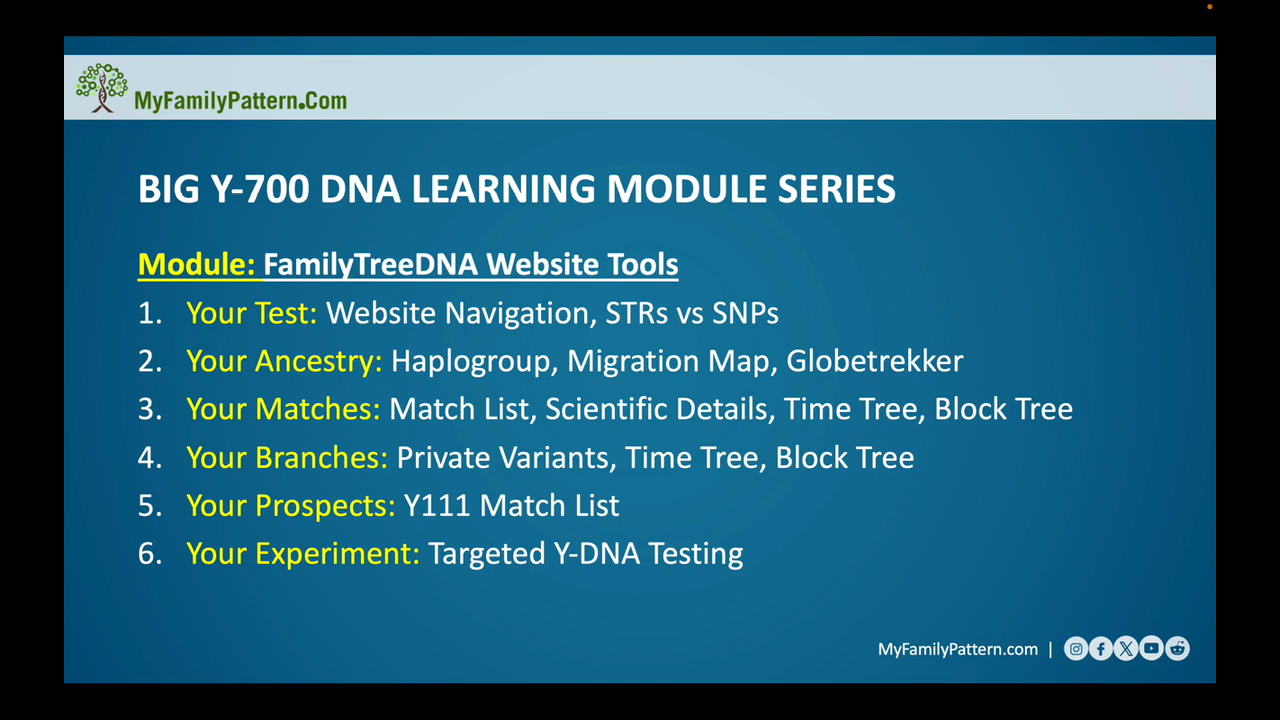 MyFamilyPattern.Com
BIG Y-700 DNA LEARNING MODULE SERIES
Module: FamilyTreeDNA Website Tools
1. Your Test: Website Navigation, STRs vs SNPs
2. Your Ancestry: Haplogroup, Migration Map, Globetrekker
3. Your Matches: Match List, Scientific Details, Time Tree, Block Tree
4. Your Branches: Private Variants, Time Tree, Block Tree
5. Your Prospects: Y111 Match List
6. Your Experiment: Targeted Y-DNA Testing
MyFamilyPattern.com |